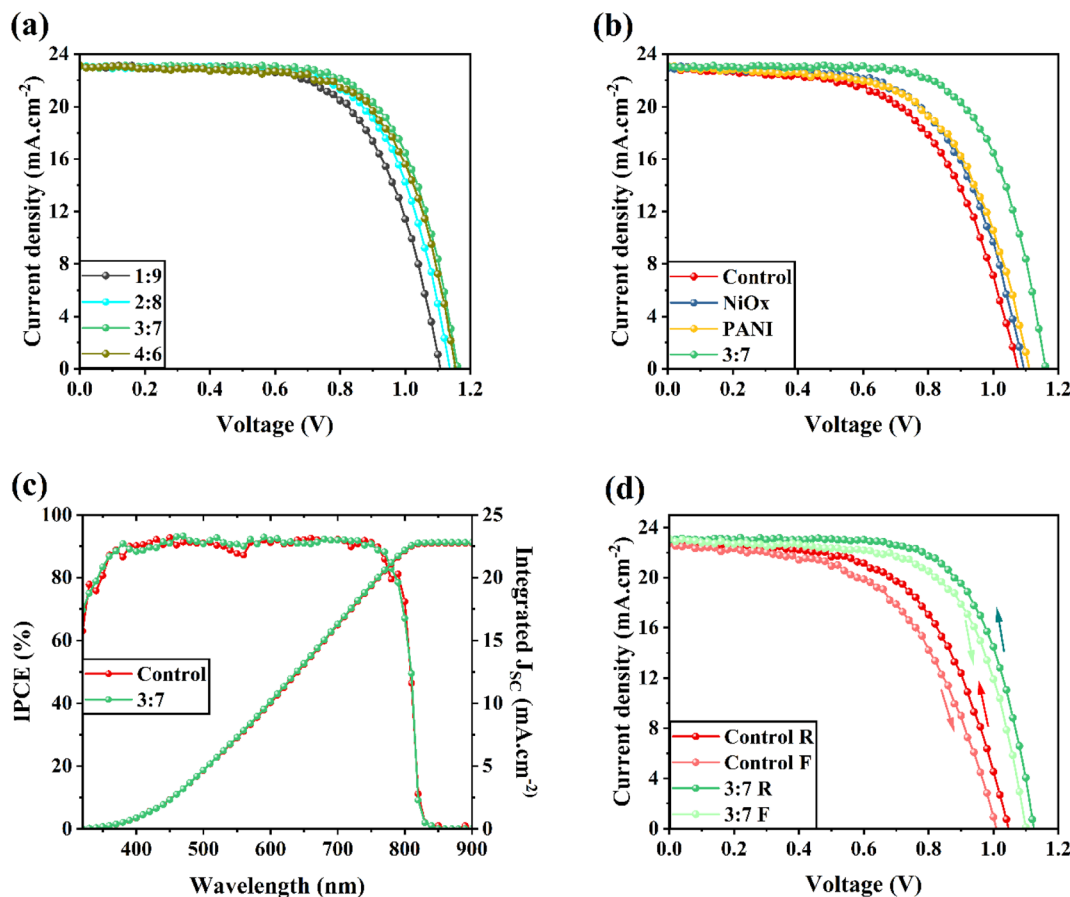 (a)
Current density (mA.cm⁻²)
24
20
16
12
8
4
0
1:9
2:8
3:7
4:6
0.0 0.2 0.4 0.6 0.8 1.0 1.2
Voltage (V)
(b)
Current density (mA.cm⁻²)
24
20
16
12
8
4
0
Control
NiOx
PANI
3:7
0.0 0.2 0.4 0.6 0.8 1.0 1.2
Voltage (V)
(c)
IPCE (%)
100
80
60
40
20
0
Control
3:7
25
20
15
10
5
0
Integrated J_SC (mA.cm⁻²)
400 500 600 700 800 900
Wavelength (nm)
(d)
Current density (mA.cm⁻²)
24
20
16
12
8
4
0
Control R
Control F
3:7 R
3:7 F
0.0 0.2 0.4 0.6 0.8 1.0 1.2
Voltage (V)